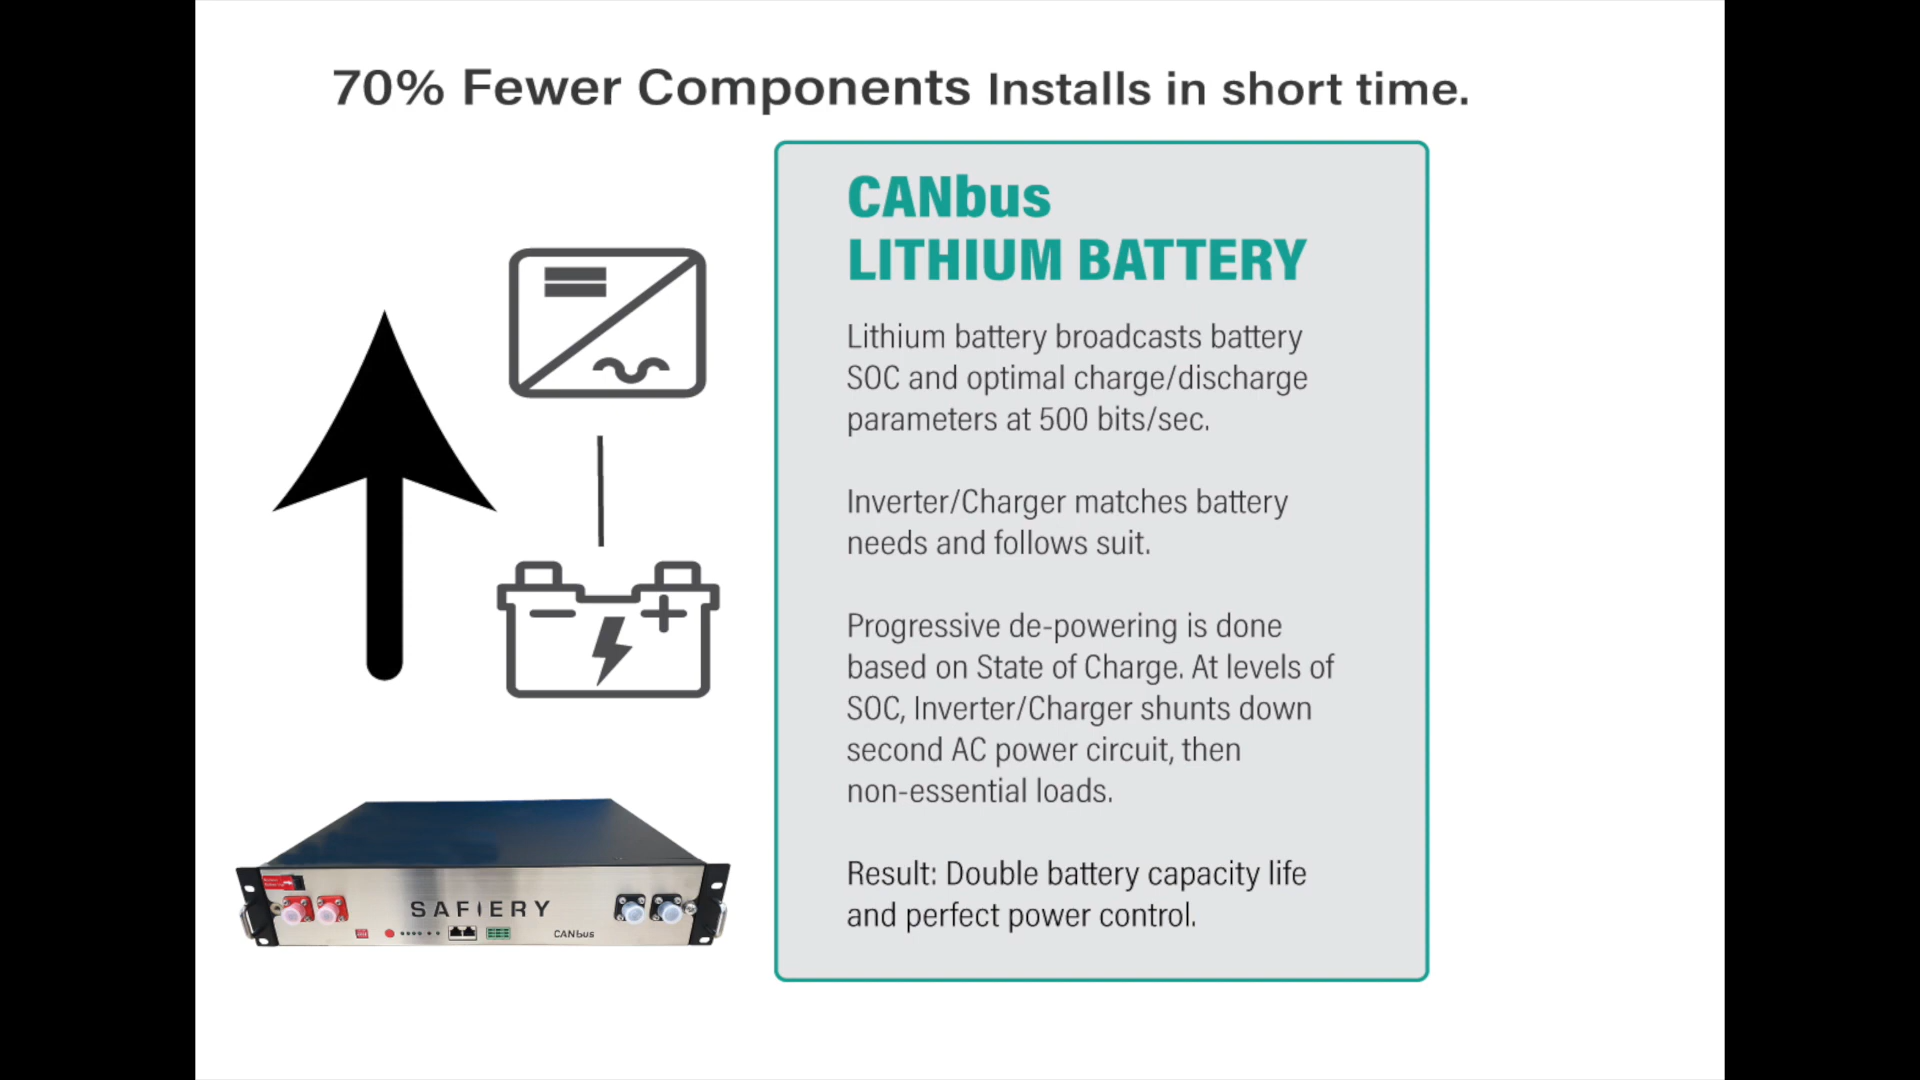 70% Fewer Components Installs in short time.
CANbus
LITHIUM BATTERY
Lithium battery broadcasts battery
SOC and optimal charge/discharge
parameters at 500 bits/sec.
Inverter/Charger matches battery
needs and follows suit.
Progressive de-powering is done
based on State of Charge. At levels of
SOC, Inverter/Charger shunts down
second AC power circuit, then
non-essential loads.
Result: Double battery capacity life
and perfect power control.
SAFIERY
CANbus